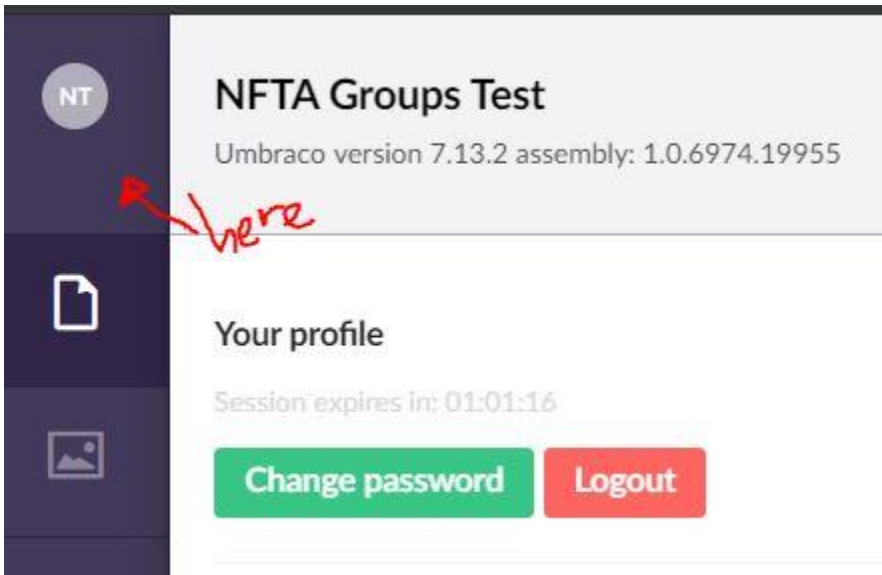 NT
NFTA Groups Test
Umbraco version 7.13.2 assembly: 1.0.6974.19955
here
Your profile
Session expires in: 01:01:16
Change password
Logout